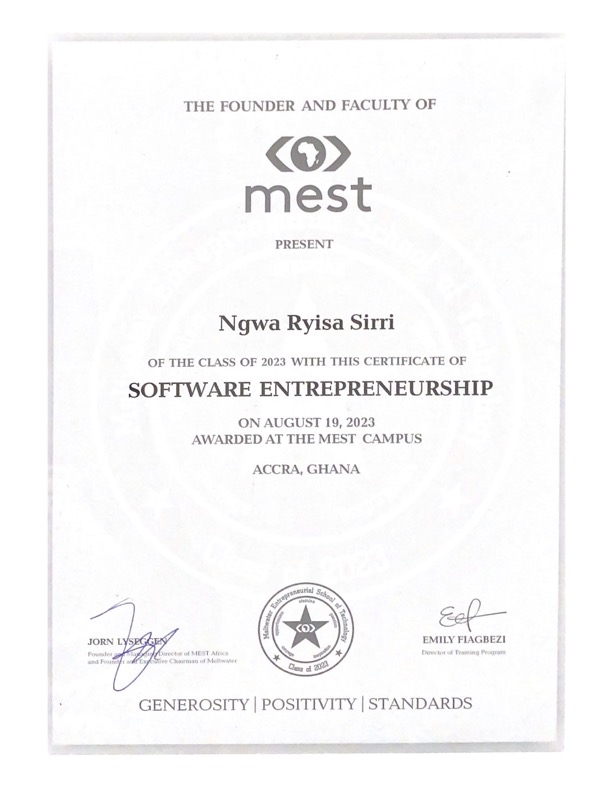 THE FOUNDER AND FACULTY OF
mest
PRESENT
Ngwa Ryisa Sirri
OF THE CLASS OF 2023 WITH THIS CERTIFICATE OF
SOFTWARE ENTREPRENEURSHIP
ON AUGUST 19, 2023
AWARDED AT THE MEST CAMPUS
ACCRA, GHANA
Meltwater Entrepreneurial School of Technology
Class of 2023
JORN LYSEGGEN
Founder and Managing Director of MEST Africa
and Founder and Executive Chairman of Meltwater
EMILY FIAGBEZI
Director of Training Program
GENEROSITY | POSITIVITY | STANDARDS